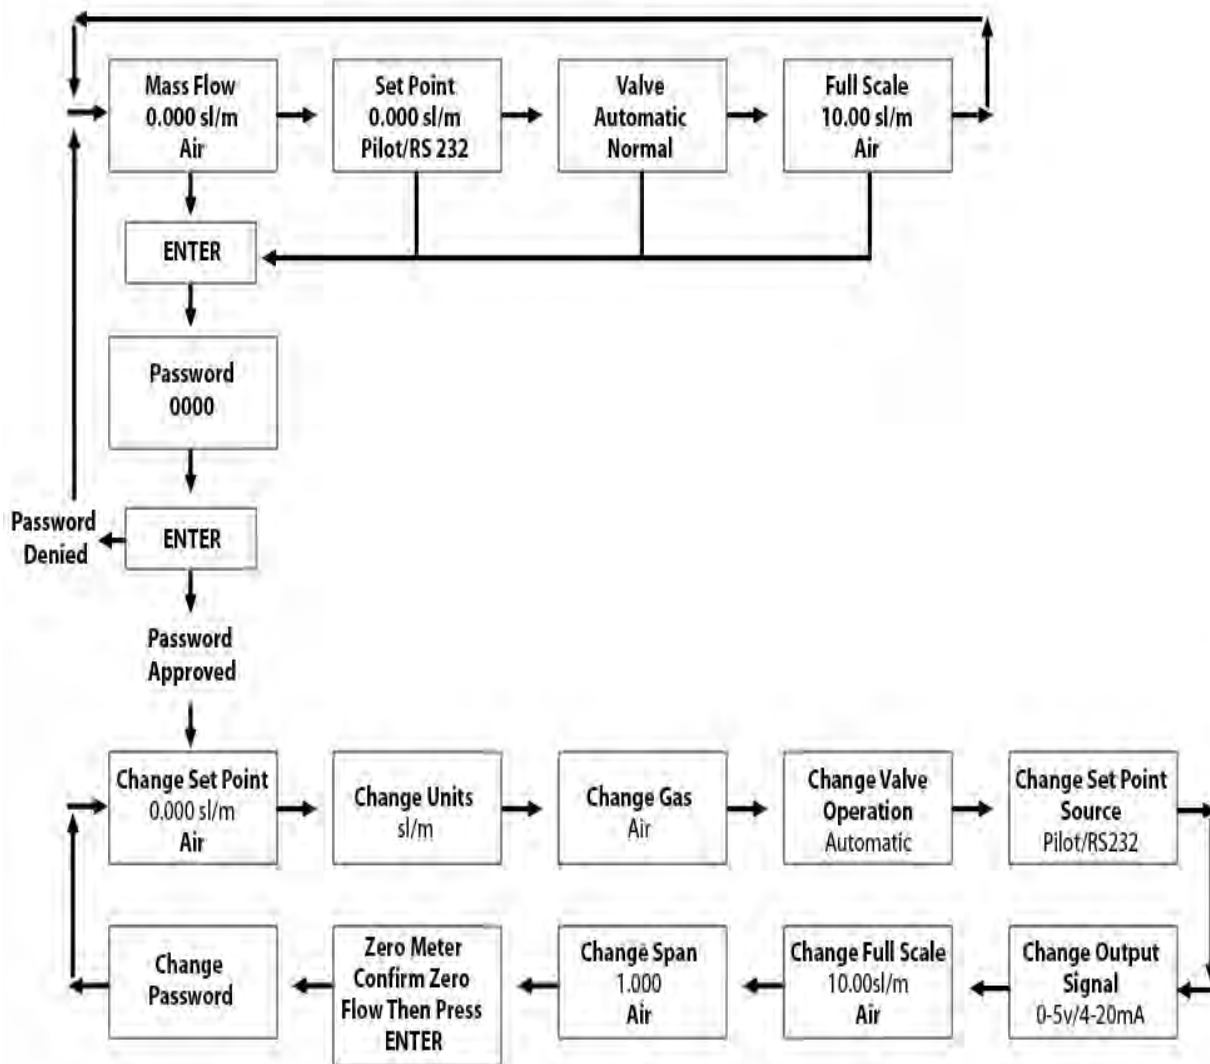 Mass Flow
0.000 sl/m
Air
Set Point
0.000 sl/m
Pilot/RS 232
Valve
Automatic
Normal
Full Scale
10.00 sl/m
Air
ENTER
Password
0000
Password
Denied
ENTER
Password
Approved
Change Set Point
0.000 sl/m
Air
Change Units
sl/m
Change Gas
Air
Change Valve
Operation
Automatic
Change Set Point
Source
Pilot/RS232
Change
Password
Zero Meter
Confirm Zero
Flow Then Press
ENTER
Change Span
1.000
Air
Change Full Scale
10.00sl/m
Air
Change Output
Signal
0-5v/4-20mA